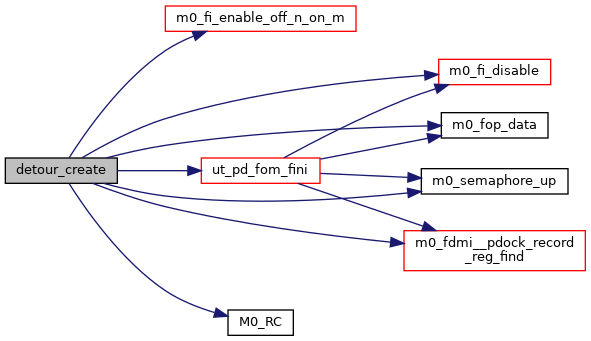 m0_fi_enable_off_n_on_m
m0_fi_disable
m0_fop_data
detour_create
ut_pd_fom_fini
m0_semaphore_up
m0_fdmi__pdock_record
_reg_find
M0_RC